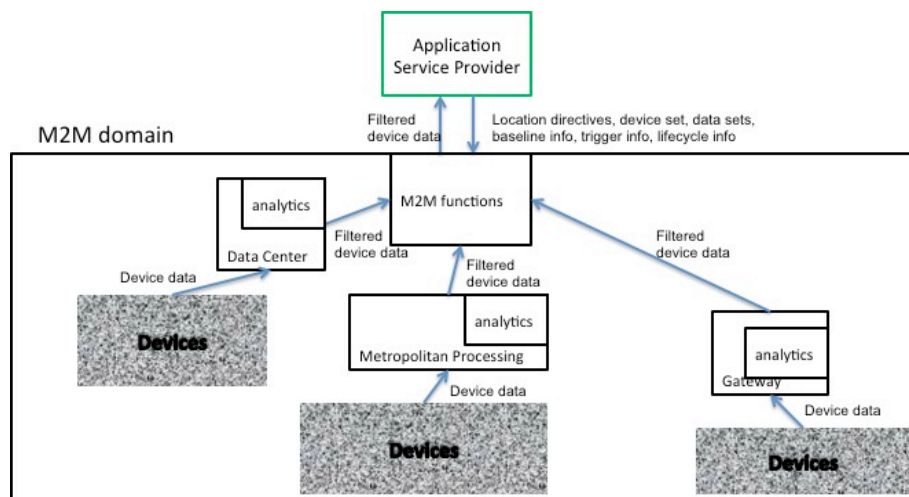 Application
Service Provider
Filtered
device data
Location directives, device set, data sets,
baseline info, trigger info, lifecycle info
M2M domain
analytics
Data Center
M2M functions
Filtered
device data
Filtered
device data
Filtered
device data
Device data
Devices
analytics
Metropolitan Processing
analytics
Gateway
Device data
Device data
Devices
Devices